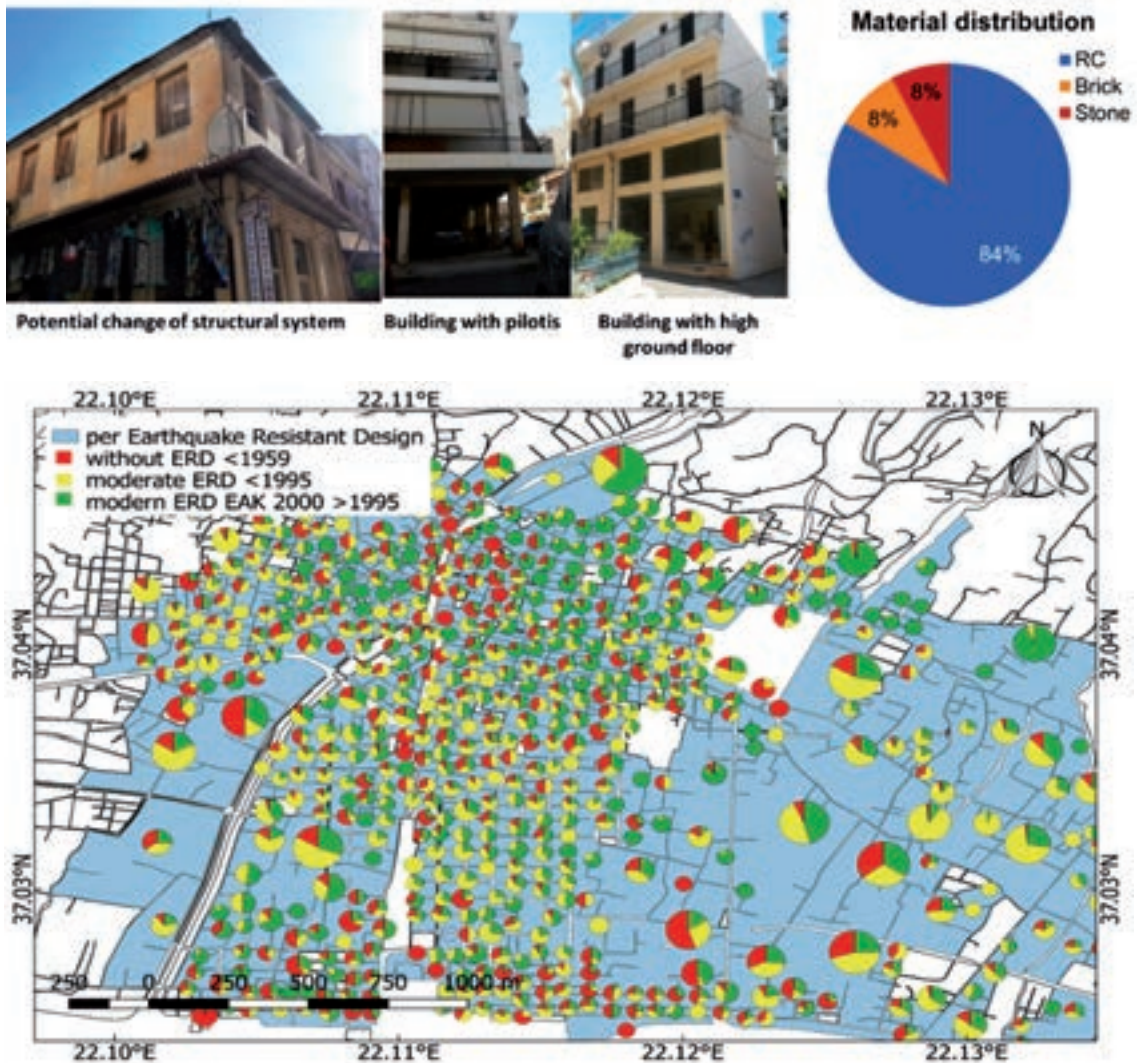 Material distribution
RC
Brick
Stone
8%
8%
84%
Potential change of structural system
Building with pilotis
Building with high
ground floor
22.10°E
22.11°E
22.12°E
22.13°E
per Earthquake Resistant Design
without ERD <1959
moderate ERD <1995
modern ERD EAK 2000 >1995
N
37.04°N
37.04°N
37.03°N
37.03°N
250
0
250
500
750
1000 m
22.10°E
22.11°E
22.12°E
22.13°E